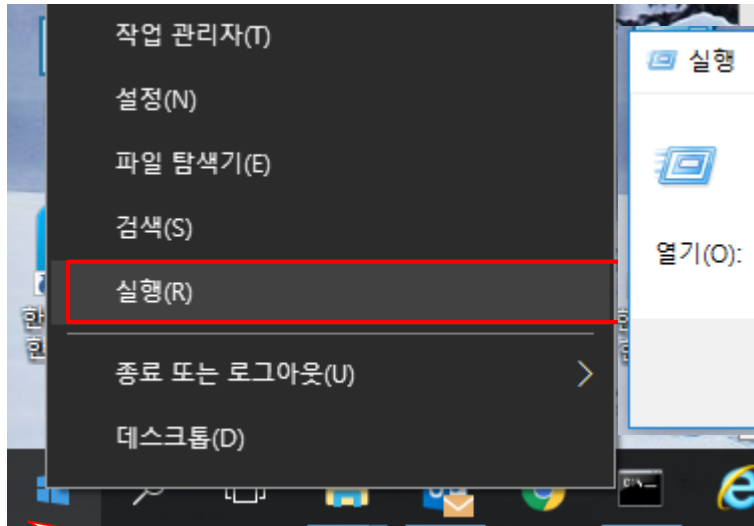 작업 관리자(T)
설정(N)
파일 탐색기(E)
검색(S)
실행(R)
종료 또는 로그아웃(U)
데스크톱(D)
실행
열기(O):